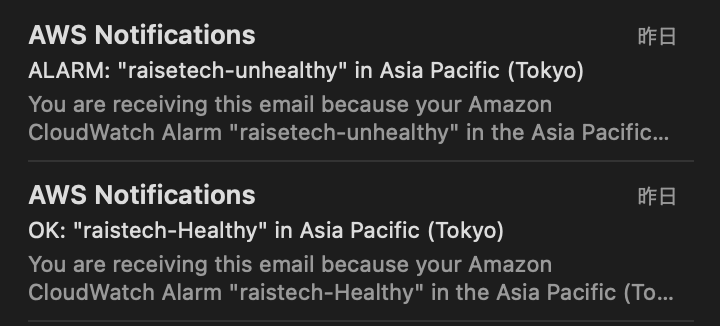 AWS Notifications
昨日
ALARM: "raisetech-unhealthy" in Asia Pacific (Tokyo)
You are receiving this email because your Amazon
CloudWatch Alarm "raisetech-unhealthy" in the Asia Pacific...
AWS Notifications
昨日
OK: "raistech-Healthy" in Asia Pacific (Tokyo)
You are receiving this email because your Amazon
CloudWatch Alarm "raistech-Healthy" in the Asia Pacific (To...